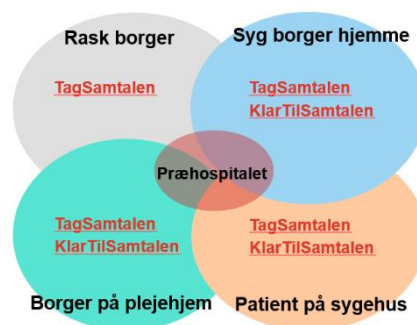 Rask borger
TagSamtalen
Syg borger hjemme
TagSamtalen
KlarTilSamtalen
Præhospitalet
TagSamtalen
KlarTilSamtalen
Borger på plejehjem
TagSamtalen
KlarTilSamtalen
Patient på sygehus